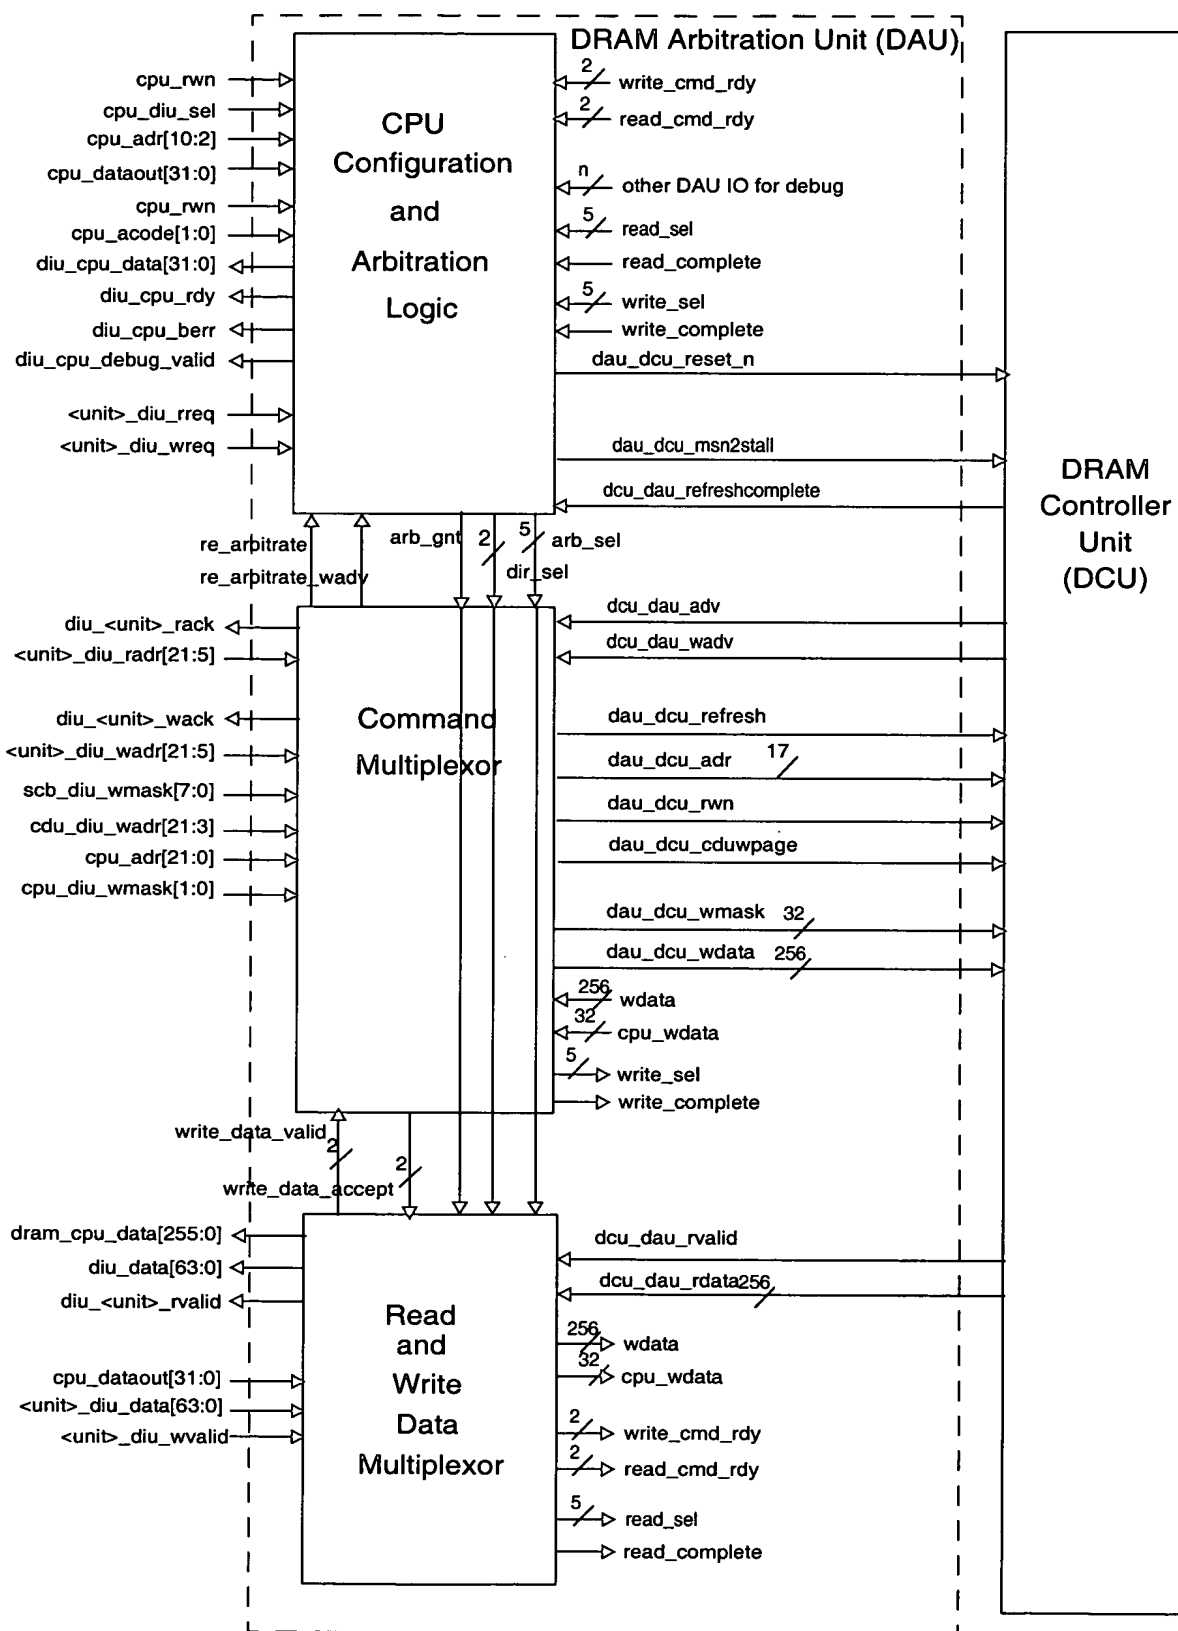 DRAM Arbitration Unit (DAU)
cpu_rwn
cpu_diu_sel
cpu_adr[10:2]
cpu_dataout[31:0]
cpu_rwn
cpu_acode[1:0]
diu_cpu_data[31:0]
diu_cpu_rdy
diu_cpu_berr
diu_cpu_debug_valid
<unit>_diu_rreq
<unit>_diu_wreq
CPU
Configuration
and
Arbitration
Logic
2
write_cmd_rdy
2
read_cmd_rdy
n
other DAU IO for debug
5
read_sel
read_complete
5
write_sel
write_complete
dau_dcu_reset_n
dau_dcu_msn2stall
dcu_dau_refreshcomplete
DRAM
Controller
Unit
(DCU)
re_arbitrate
re_arbitrate_wadv
arb_gnt
2
dir_sel
5
arb_sel
diu_<unit>_rack
<unit>_diu_radr[21:5]
diu_<unit>_wack
<unit>_diu_wadr[21:5]
scb_diu_wmask[7:0]
cdu_diu_wadr[21:3]
cpu_adr[21:0]
cpu_diu_wmask[1:0]
Command
Multiplexor
dcu_dau_adv
dcu_dau_wadv
dau_dcu_refresh
dau_dcu_adr
17
dau_dcu_rwn
dau_dcu_cduwpage
dau_dcu_wmask
32
dau_dcu_wdata
256
256
wdata
32
cpu_wdata
5
write_sel
write_complete
write_data_valid
2
2
write_data_accept
dram_cpu_data[255:0]
diu_data[63:0]
diu_<unit>_rvalid
cpu_dataout[31:0]
<unit>_diu_data[63:0]
<unit>_diu_wvalid
Read
and
Write
Data
Multiplexor
dcu_dau_rvalid
dcu_dau_rdata
256
256
wdata
32
cpu_wdata
2
write_cmd_rdy
2
read_cmd_rdy
5
read_sel
read_complete